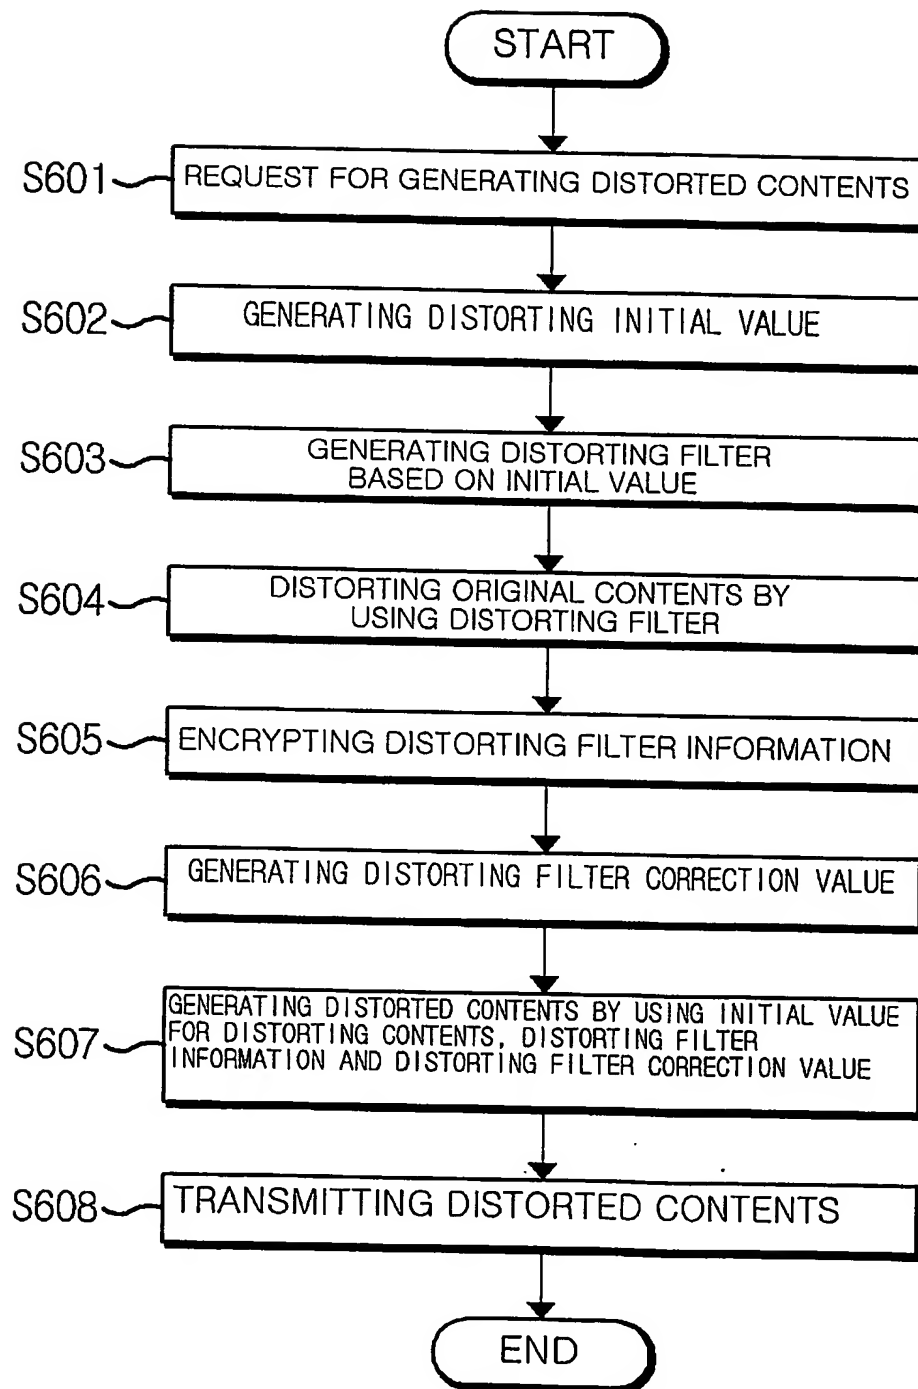 START
S601
REQUEST FOR GENERATING DISTORTED CONTENTS
S602
GENERATING DISTORTING INITIAL VALUE
S603
GENERATING DISTORTING FILTER
BASED ON INITIAL VALUE
S604
DISTORTING ORIGINAL CONTENTS BY
USING DISTORTING FILTER
S605
ENCRYPTING DISTORTING FILTER INFORMATION
S606
GENERATING DISTORTING FILTER CORRECTION VALUE
S607
GENERATING DISTORTED CONTENTS BY USING INITIAL VALUE
FOR DISTORTING CONTENTS, DISTORTING FILTER
INFORMATION AND DISTORTING FILTER CORRECTION VALUE
S608
TRANSMITTING DISTORTED CONTENTS
END